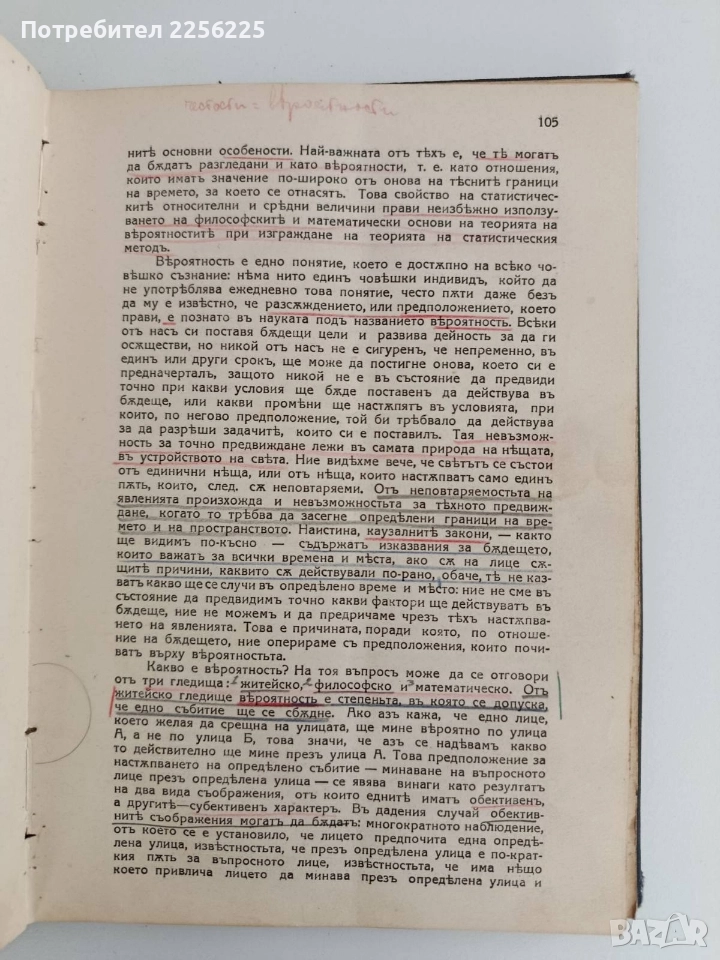 Потребител 2256225
честости = вѣроятности
105
нитѣ основни особености. Най-важната отъ тѣхъ е, че тѣ могатъ
да бѫдатъ разгледани и като вѣроятности, т. е. като отношения,
които иматъ значение по-широко отъ онова на тѣснитѣ граници
на времето, за което се отнасятъ. Това свойство на статистическитѣ
относителни и срѣдни величини прави неизбѣжно използу-
ването на философскитѣ и математически основи на теорията на
вѣроятноститѣ при изграждане на теорията на статистическия
методъ.
Вѣроятность е едно понятие, което е достѫпно на всѣко чо-
вѣшко съзнание: нѣма нито единъ човѣшки индивидъ, който да
не употрѣблява ежедневно това понятие, често пѫти даже безъ
да му е известно, че разсѫждението, или предположението, което
прави, е познато въ науката подъ названието вѣроятность. Всѣки
отъ насъ си поставя бѫдещи цели и развива дейность за да ги
осѫществи, но никой отъ насъ не е сигуренъ, че непременно, въ
единъ или други срокъ, ще може да постигне онова, което си е
предначерталъ, защото никой не е въ състояние да предвиди
точно при какви условия ще бѫде поставенъ да действува въ
бѫдеще, или какви промѣни ще настѫпятъ въ условията, при
които, по негово предположение, той би трѣбвало да действува
за да разрѣши задачитѣ, които си е поставилъ. Тая невъзмож-
ность за точно предвиждане лежи въ самата природа на нѣщата,
въ устройството на свѣта. Ние видѣхме вече, че свѣтътъ се състои
отъ единични нѣща, или отъ нѣща, които настѫпватъ само единъ
пѫть, които, след. сѫ неповтаряеми. Отъ неповтаряемостьта на
явленията произхожда и невъзможностьта за тѣхното предвиж-
дане, когато то трѣбва да засегне опредѣлени граници на вре-
мето и на пространството. Наистина, каузалнитѣ закони, — както
ще видимъ по-късно — съдържатъ изказвания за бѫдещето,
които важатъ за всички времена и мѣста, ако сѫ на лице сѫ-
щитѣ причини, каквито сѫ действували по-рано, обаче, тѣ не каз-
ватъ какво ще се случи въ опредѣлено време и мѣсто: ние не сме въ
състояние да предвидимъ точно какви фактори ще действуватъ въ
бѫдеще, ние не можемъ и да предричаме чрезъ тѣхъ настѫпва-
нето на явленията. Това е причината, поради която, по отноше-
ние на бѫдещето, ние оперираме съ предположения, които почи-
ватъ върху вѣроятностьта.
Какво е вѣроятность? На тоя въпросъ може да се отговори
отъ три гледища: житейско, философско и математическо. Отъ
житейско гледище вѣроятность е степеньта, въ която се допуска,
че едно събитие ще се сбѫдне. Ако азъ кажа, че едно лице,
което желая да срещна на улицата, ще мине вѣроятно по улица
А, а не по улица Б, това значи, че азъ се надѣвамъ какво
то действително ще мине презъ улица А. Това предположение за
настѫпването на опредѣлено събитие — минаване на въпросното
лице презъ опредѣлена улица — се явява винаги като резултатъ
на два вида съображения, отъ които еднитѣ иматъ обективенъ,
а другитѣ—субективенъ характеръ. Въ дадения случай обектив-
нитѣ съображения могатъ да бѫдатъ: многократното наблюдение,
отъ което се е установило, че лицето предпочита една опредѣ-
лена улица, известностьта, че презъ опредѣлена улица е по-крат-
кия пѫть за въпросното лице, известностьта, че има нѣщо
което привлича лицето да минава презъ опредѣлена улица и
BAZAR